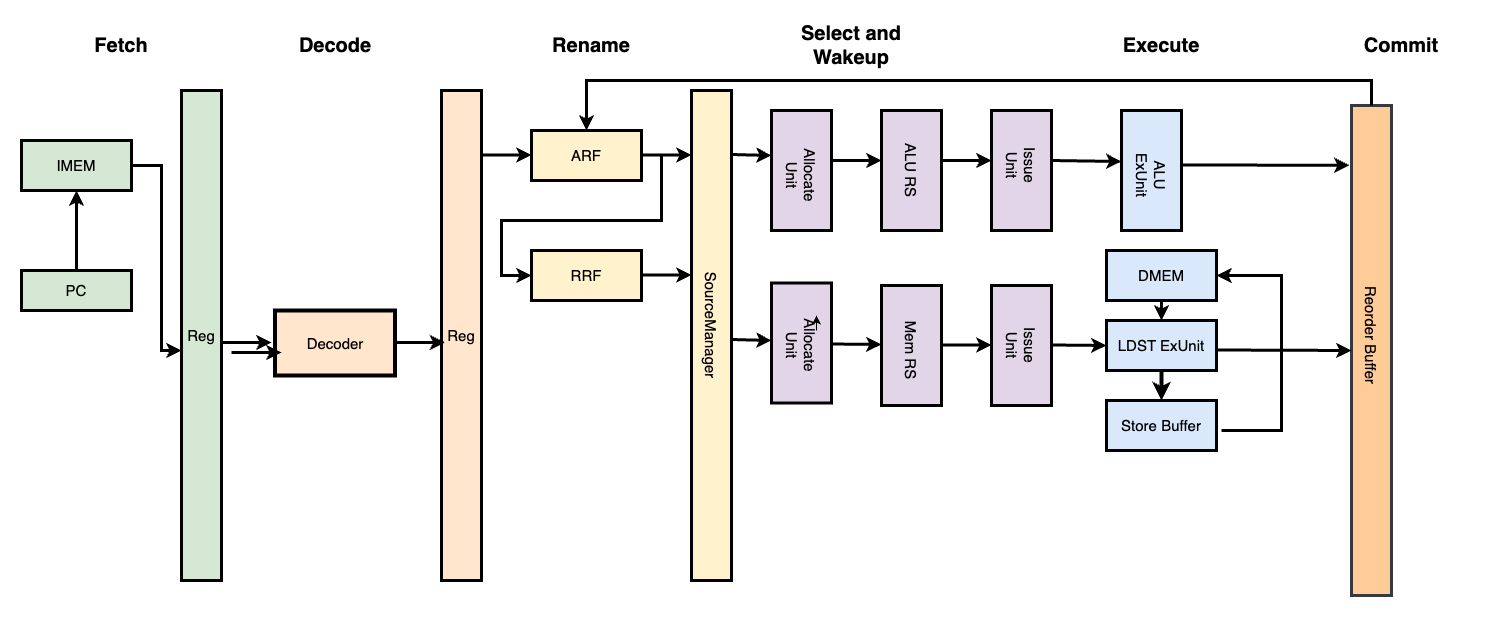 Fetch
Decode
Rename
Select and
Wakeup
Execute
Commit
IMEM
PC
Reg
Decoder
Reg
ARF
RRF
SourceManager
Allocate
Unit
ALU RS
Issue
Unit
ALU
ExUnit
Allocate
Unit
Mem RS
Issue
Unit
DMEM
LDST ExUnit
Store Buffer
Reorder Buffer